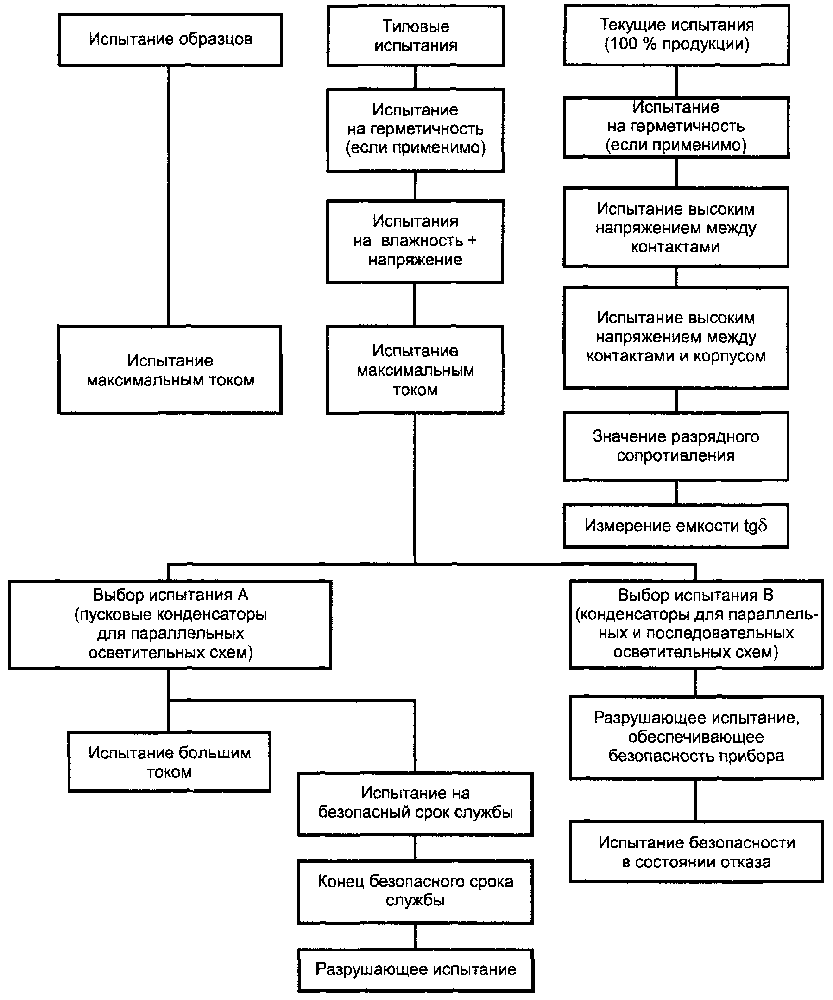 Испытание образцов
Типовые
испытания
Текущие испытания
(100 % продукции)
Испытание
на герметичность
(если применимо)
Испытание
на герметичность
(если применимо)
Испытания
на влажность +
напряжение
Испытание высоким
напряжением между
контактами
Испытание
максимальным током
Испытание
максимальным
током
Испытание высоким
напряжением между
контактами и корпусом
Значение разрядного
сопротивления
Измерение емкости tgδ
Выбор испытания А
(пусковые конденсаторы
для параллельных
осветительных схем)
Выбор испытания В
(конденсаторы для параллель-
ных и последовательных
осветительных схем)
Испытание большим
током
Разрушающее испытание,
обеспечивающее
безопасность прибора
Испытание на
безопасный срок службы
Испытание безопасности
в состоянии отказа
Конец безопасного срока
службы
Разрушающее испытание